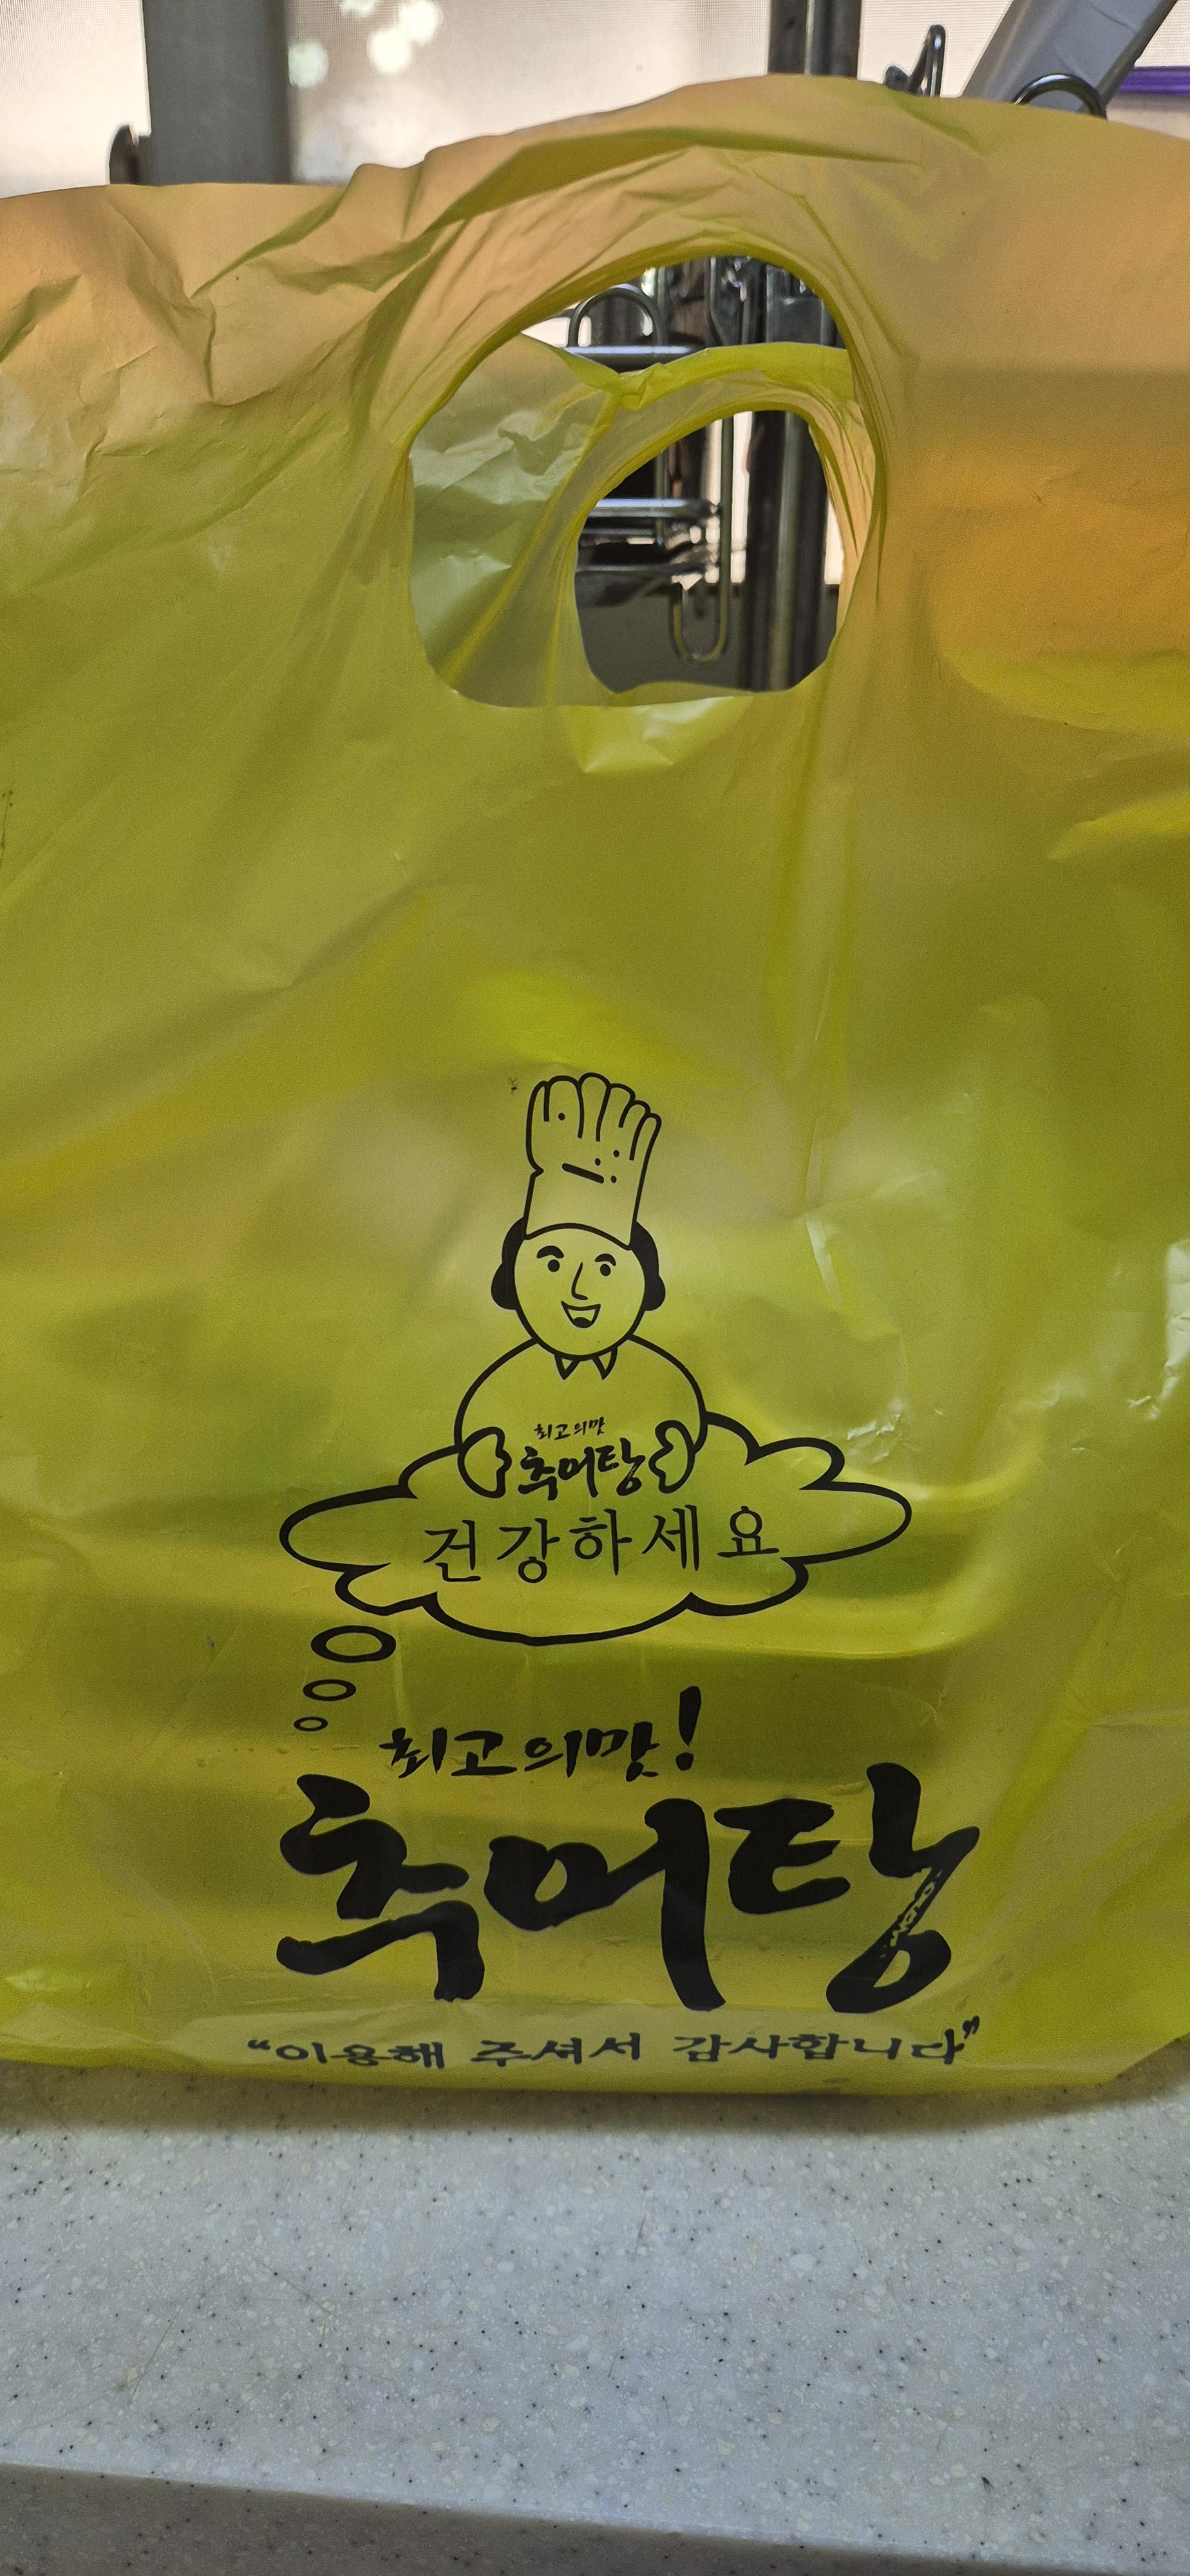 최고의맛
추어탕
건강하세요
최고의맛!
추어탕
“이용해 주셔서 감사합니다”